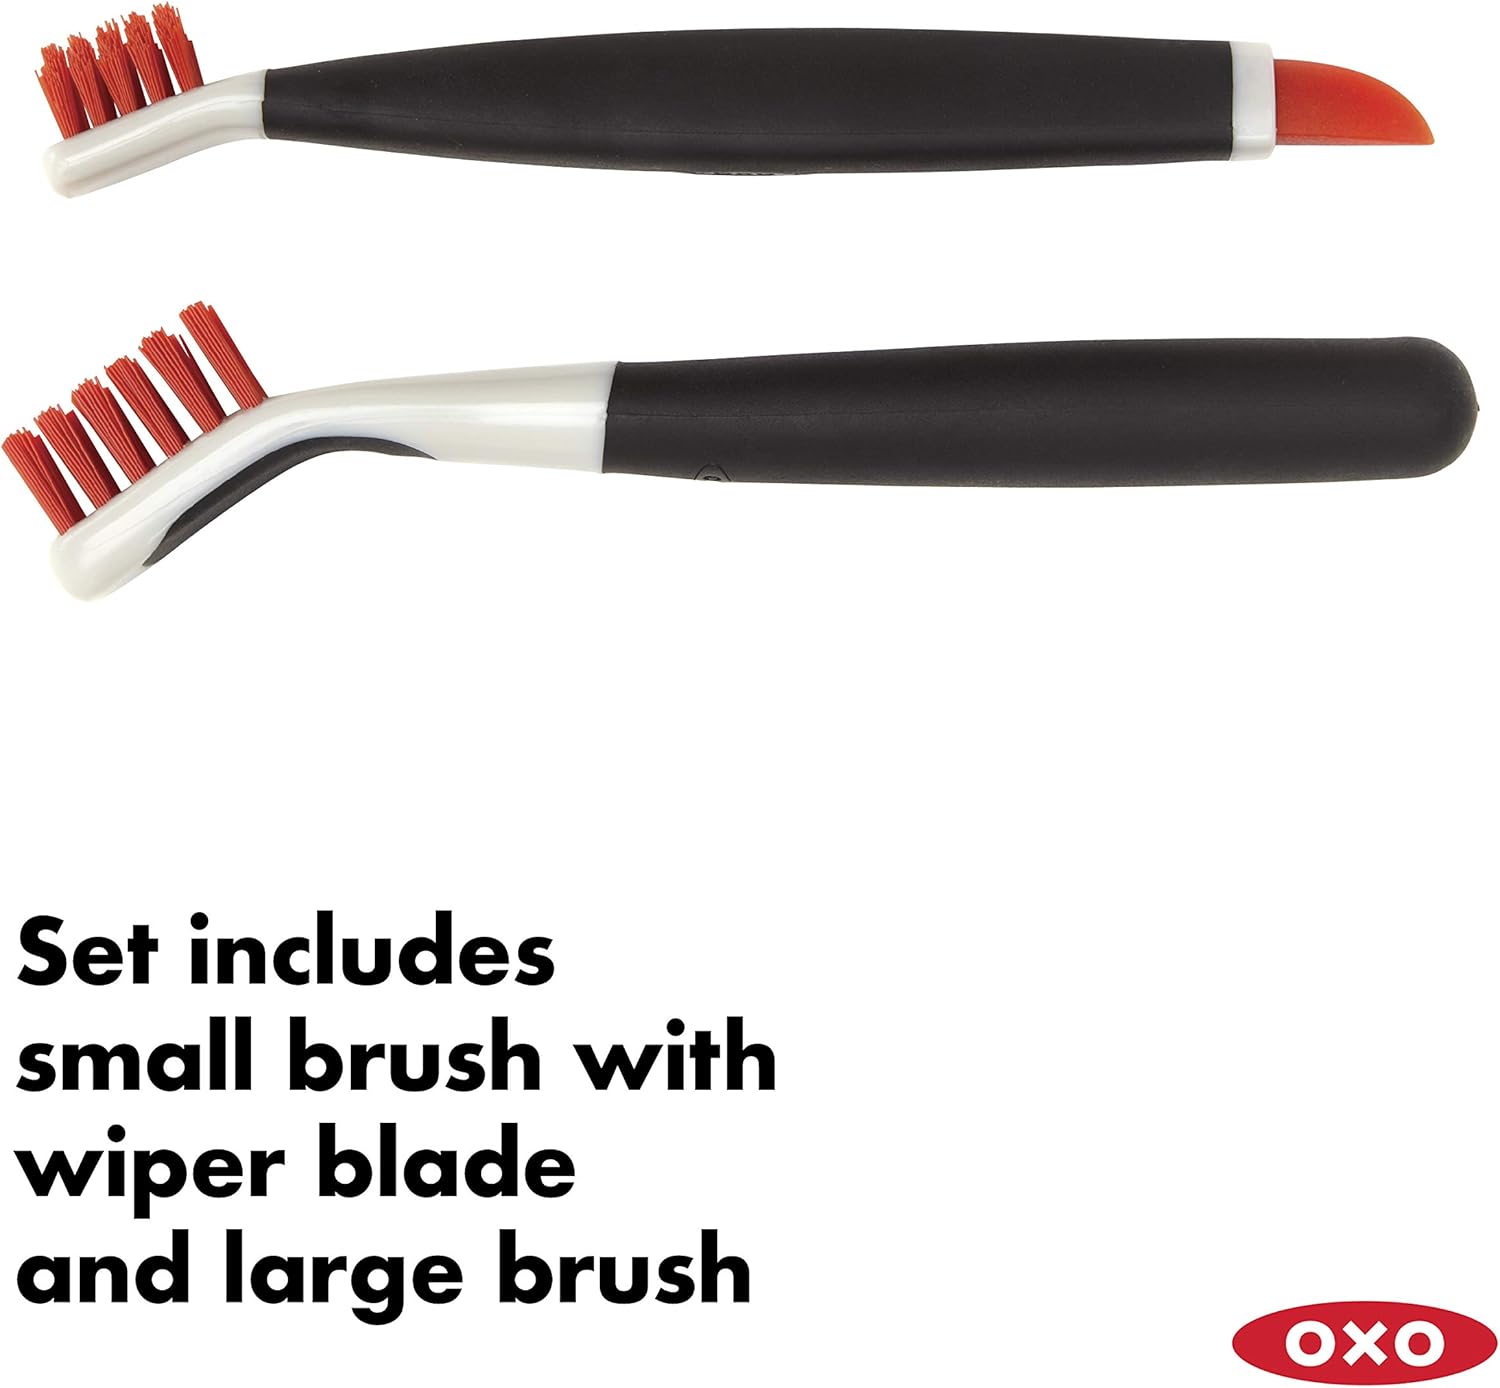 Set includes
small brush with
wiper blade
and large brush
OXO